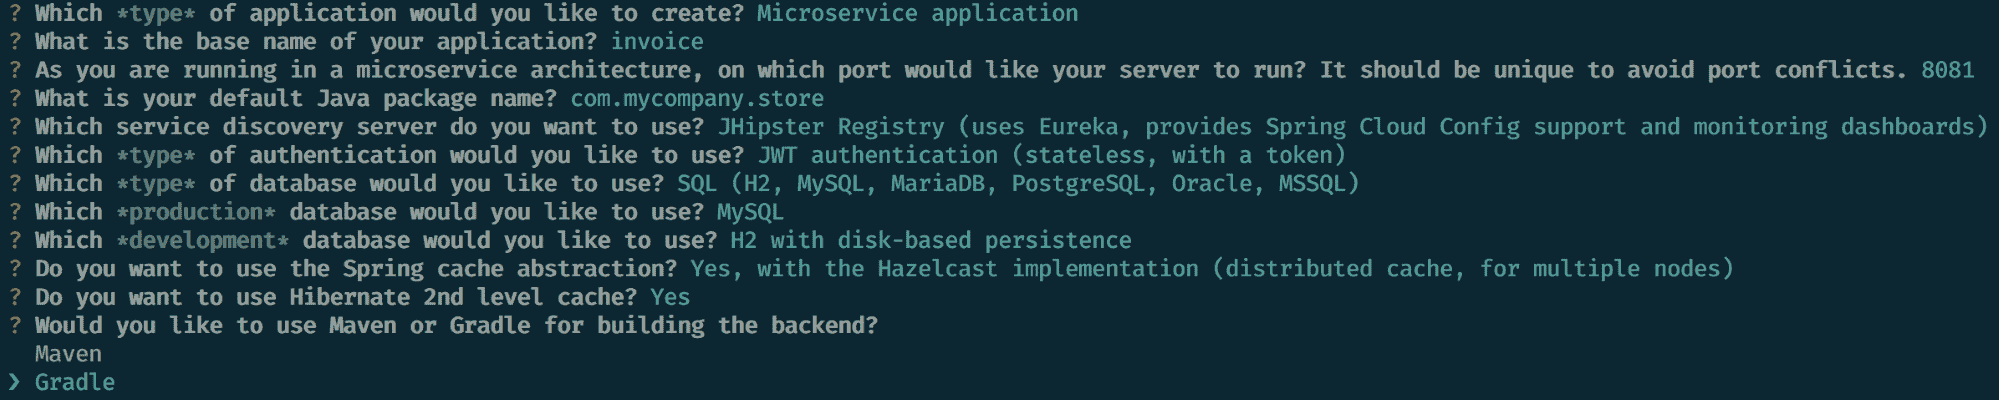 ? Which *type* of application would you like to create? Microservice application
? What is the base name of your application? invoice
? As you are running in a microservice architecture, on which port would like your server to run? It should be unique to avoid port conflicts. 8081
? What is your default Java package name? com.mycompany.store
? Which service discovery server do you want to use? JHipster Registry (uses Eureka, provides Spring Cloud Config support and monitoring dashboards)
? Which *type* of authentication would you like to use? JWT authentication (stateless, with a token)
? Which *type* of database would you like to use? SQL (H2, MySQL, MariaDB, PostgreSQL, Oracle, MSSQL)
? Which *production* database would you like to use? MySQL
? Which *development* database would you like to use? H2 with disk-based persistence
? Do you want to use the Spring cache abstraction? Yes, with the Hazelcast implementation (distributed cache, for multiple nodes)
? Do you want to use Hibernate 2nd level cache? Yes
? Would you like to use Maven or Gradle for building the backend?
  Maven
❯ Gradle